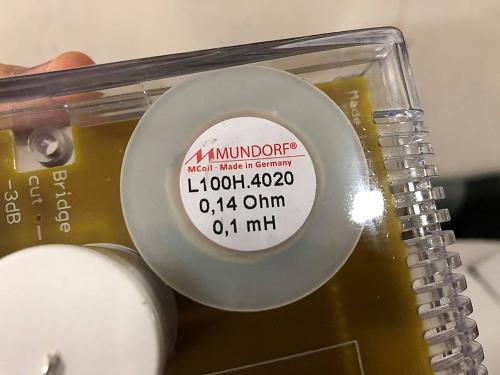 MUNDORF®
MCoil - Made in Germany
L100H.4020
0,14 Ohm
0,1 mH
Made
Bridge
cut -
-3dB